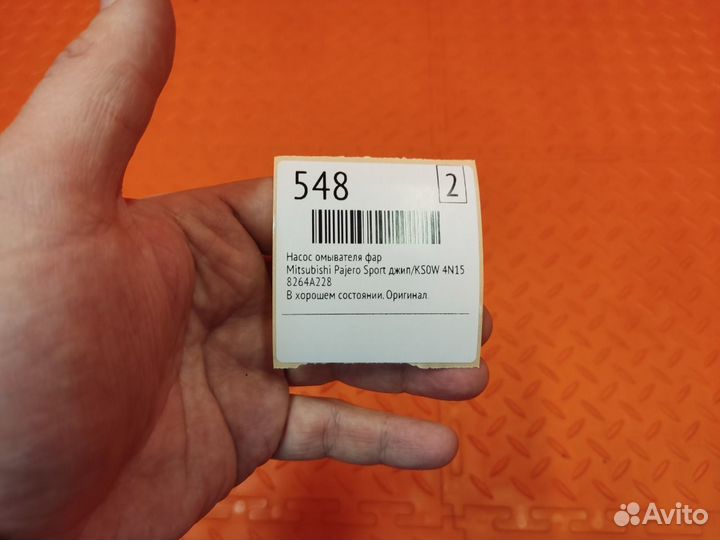 548
2
Насос омывателя фар
Mitsubishi Pajero Sport джип/KS0W 4N15
8264A228
В хорошем состоянии. Оригинал.
Avito